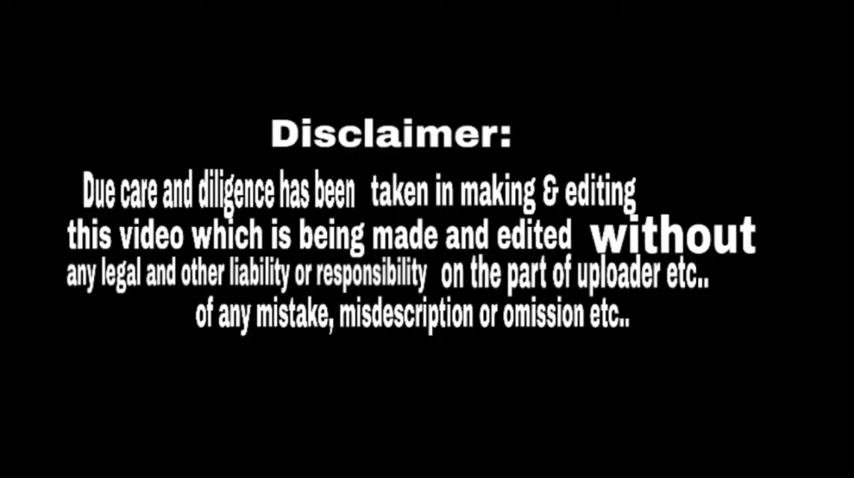 Disclaimer:
Due care and diligence has been taken in making & editing
this video which is being made and edited without
any legal and other liability or responsibility on the part of uploader etc..
of any mistake, misdescription or omission etc..